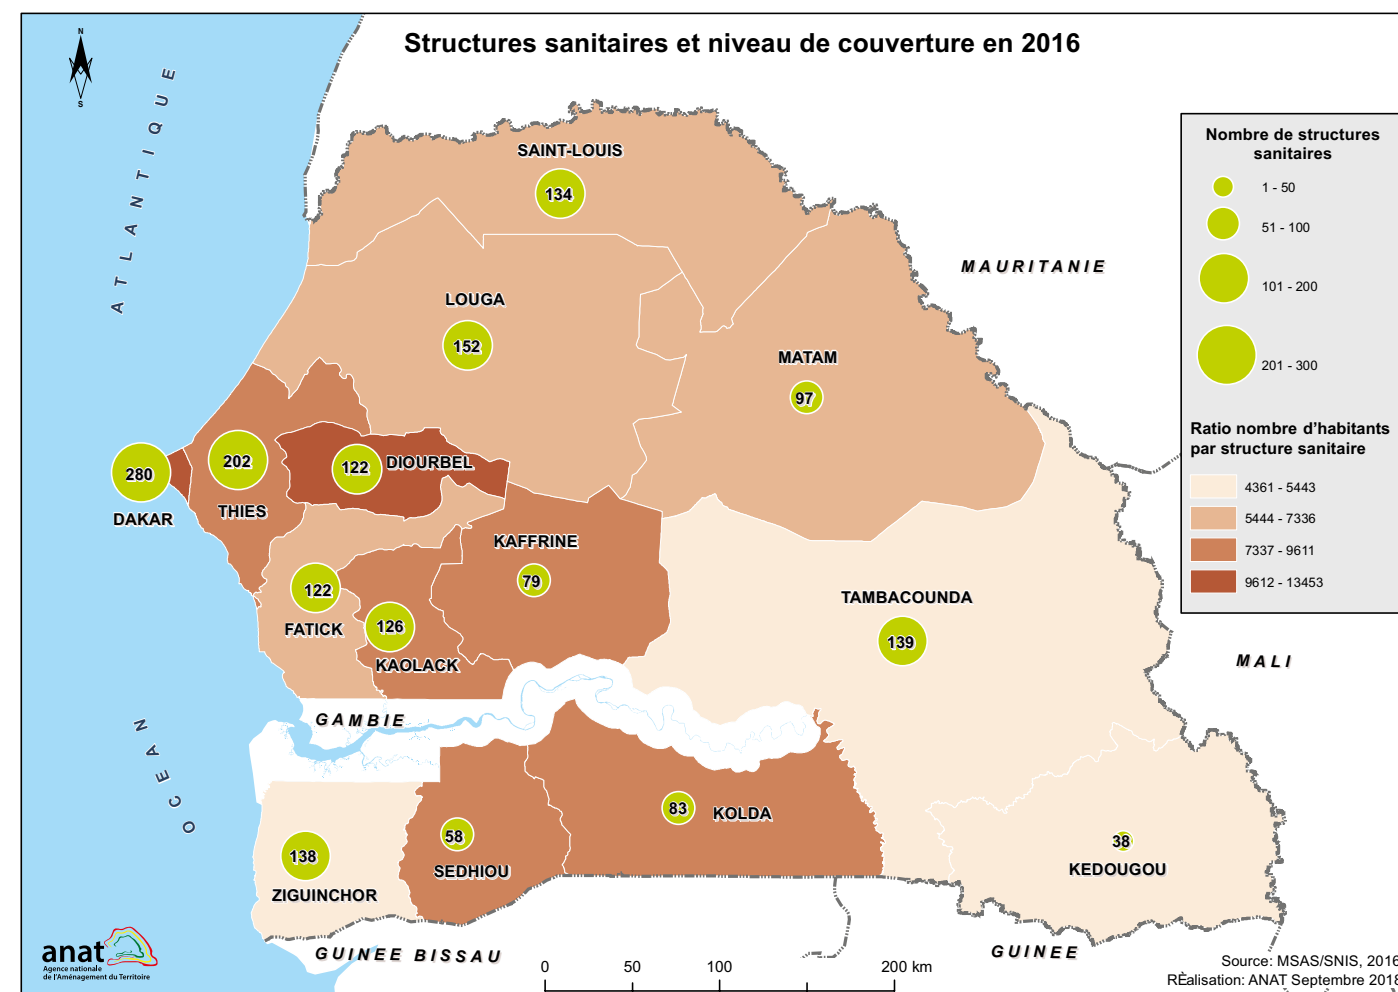 Structures sanitaires et niveau de couverture en 2016
N
S
ATLANTIQUE
OCEAN
SAINT-LOUIS
134
LOUGA
152
MATAM
97
MAURITANIE
280
DAKAR
202
THIES
122
DIOURBEL
KAFFRINE
79
122
FATICK
126
KAOLACK
TAMBACOUNDA
139
MALI
GAMBIE
83
KOLDA
58
SEDHIOU
138
ZIGUINCHOR
38
KEDOUGOU
GUINEE BISSAU
GUINEE
Nombre de structures
sanitaires
1 - 50
51 - 100
101 - 200
201 - 300
Ratio nombre d'habitants
par structure sanitaire
4361 - 5443
5444 - 7336
7337 - 9611
9612 - 13453
anat
Agence nationale
de l'Aménagement du Territoire
0 50 100 200 km
Source: MSAS/SNIS, 2016
RÈalisation: ANAT Septembre 2018